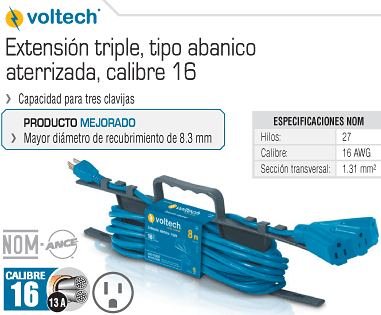 voltech®
Extensión triple, tipo abanico
aterrizada, calibre 16
Capacidad para tres clavijas
PRODUCTO MEJORADO
Mayor diámetro de recubrimiento de 8.3 mm
ESPECIFICACIONES NOM
Hilos: 27
Calibre: 16 AWG
Sección transversal: 1.31 mm²
voltech
8m
16
NOM-ANCE®
CALIBRE
16
13 A